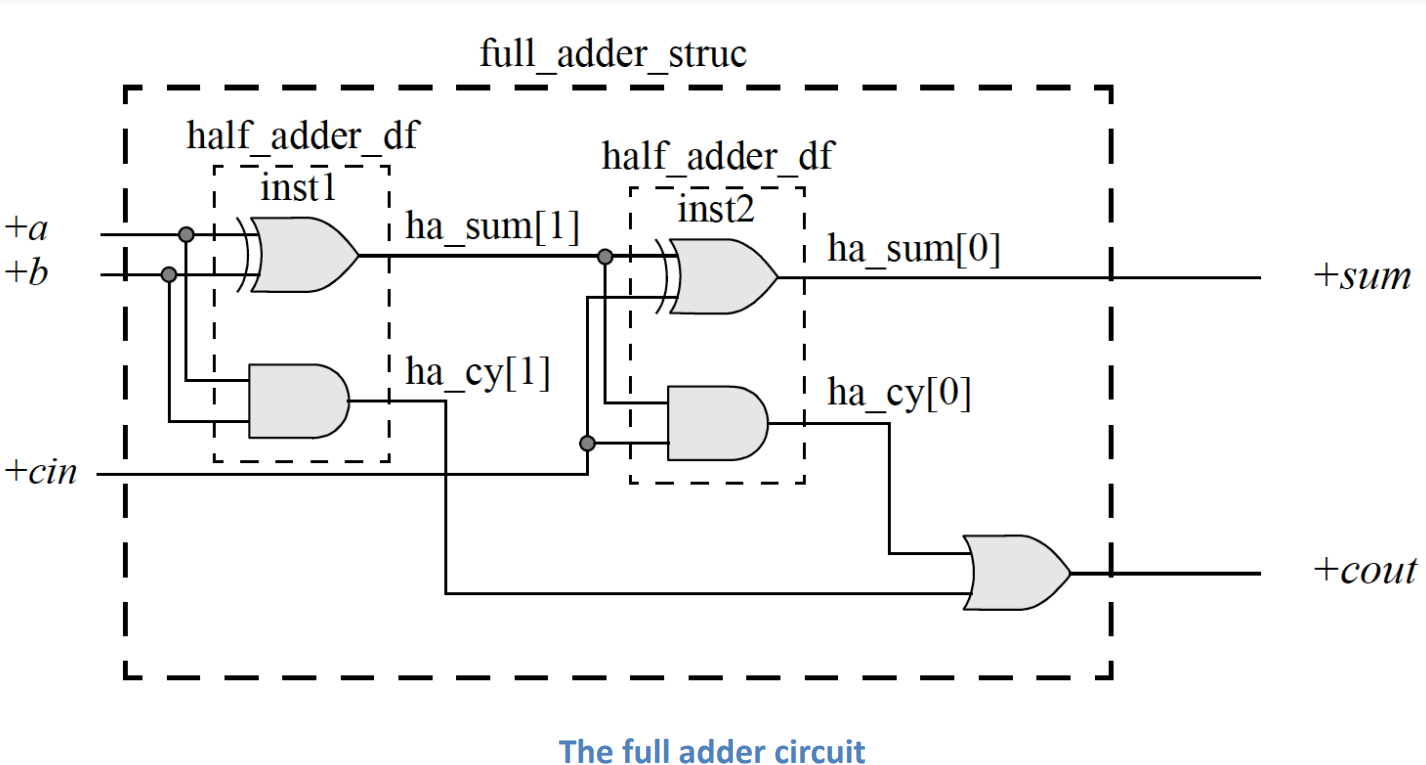 full_adder_struc
half_adder_df
half_adder_df
inst1
inst2
+a
ha_sum[1]
ha_sum[0]
+b
+sum
ha_cy[1]
ha_cy[0]
+cin
+cout
The full adder circuit